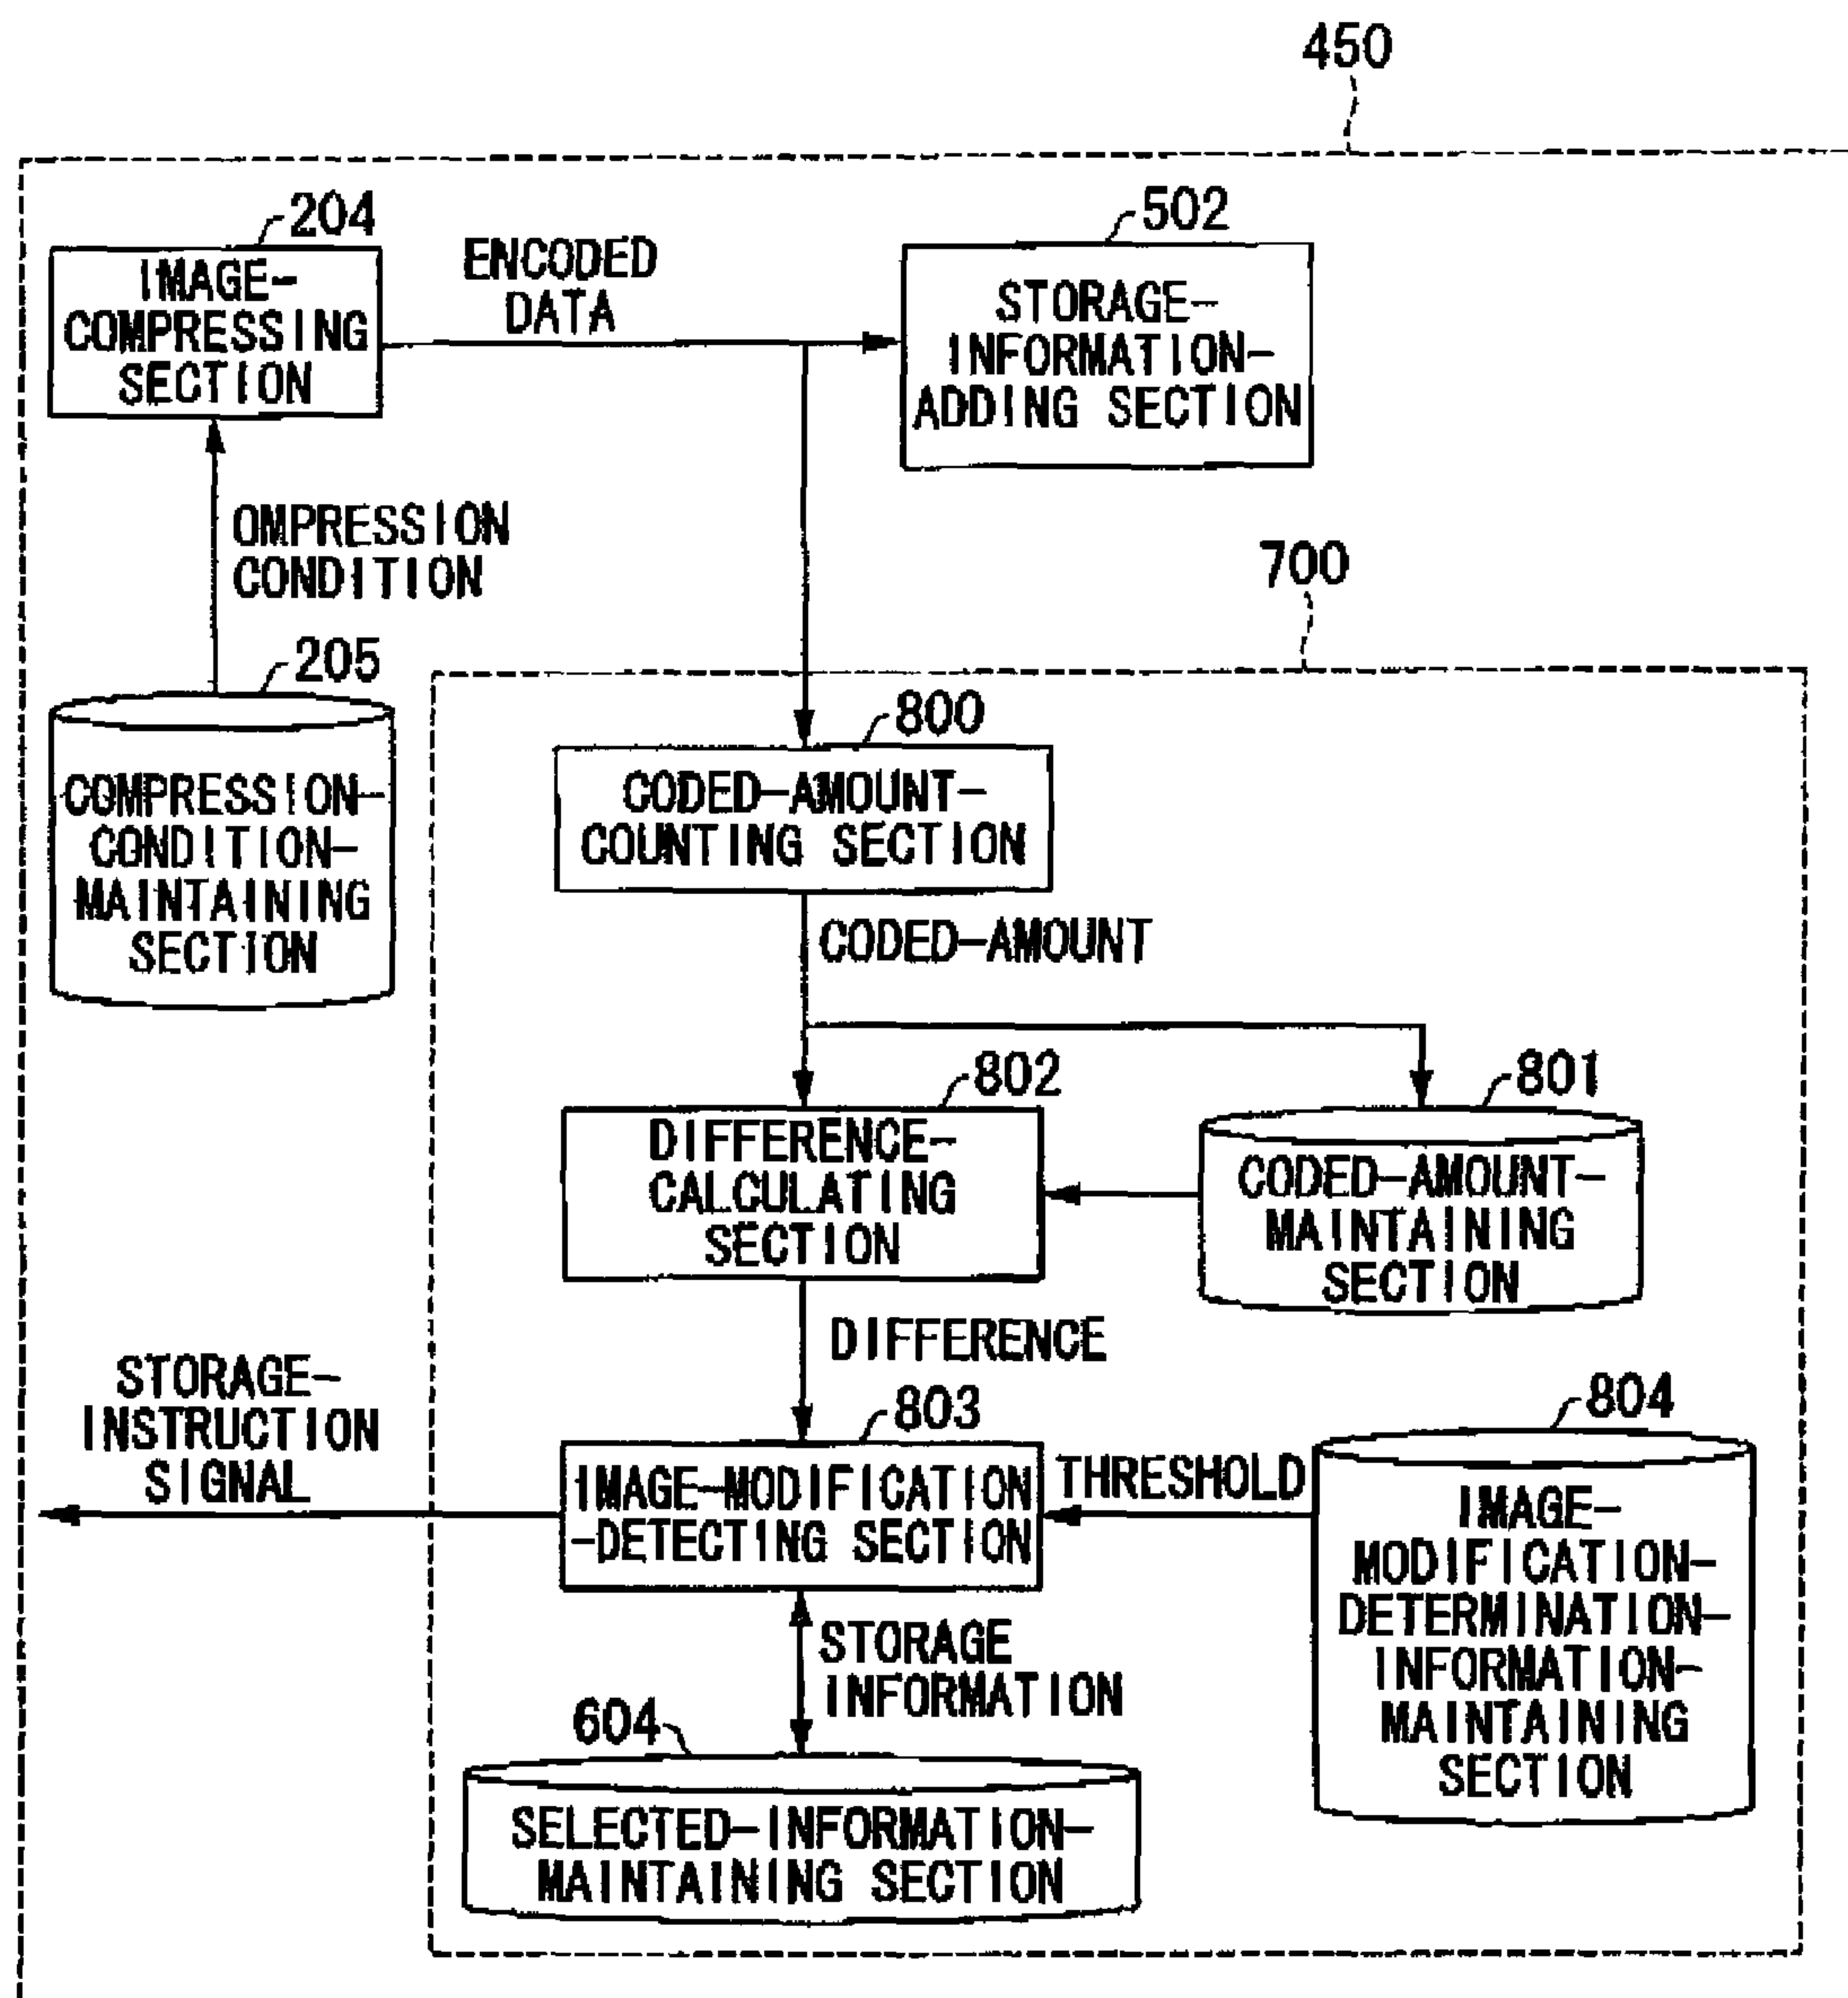 450
204
IMAGE-
COMPRESSING
SECTION
ENCODED
DATA
502
STORAGE-
INFORMATION-
ADDING SECTION
OMPRESSION
CONDITION
205
COMPRESSION-
CONDITION-
MAINTAINING
SECTION
700
800
CODED-AMOUNT-
COUNTING SECTION
CODED-AMOUNT
802
DIFFERENCE-
CALCULATING
SECTION
801
CODED-AMOUNT-
MAINTAINING
SECTION
DIFFERENCE
STORAGE-
INSTRUCTION
SIGNAL
803
IMAGE-MODIFICATION
-DETECTING SECTION
THRESHOLD
804
IMAGE-
MODIFICATION-
DETERMINATION-
INFORMATION-
MAINTAINING
SECTION
STORAGE
INFORMATION
604
SELECTED-INFORMATION-
MAINTAINING SECTION